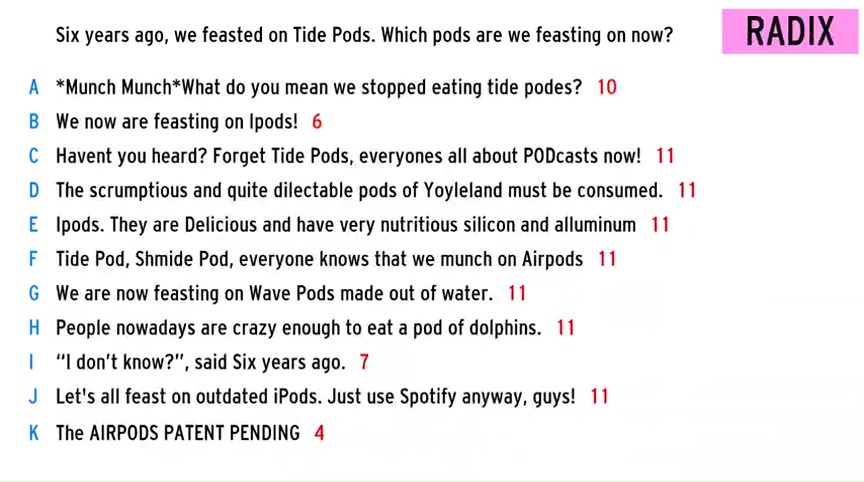 Six years ago, we feasted on Tide Pods. Which pods are we feasting on now?
RADIX
A *Munch Munch*What do you mean we stopped eating tide podes? 10
B We now are feasting on Ipods! 6
C Havent you heard? Forget Tide Pods, everyones all about PODcasts now! 11
D The scrumptious and quite dilectable pods of Yoyleland must be consumed. 11
E Ipods. They are Delicious and have very nutritious silicon and alluminum 11
F Tide Pod, Shmide Pod, everyone knows that we munch on Airpods 11
G We are now feasting on Wave Pods made out of water. 11
H People nowadays are crazy enough to eat a pod of dolphins. 11
I “I don’t know?”, said Six years ago. 7
J Let's all feast on outdated iPods. Just use Spotify anyway, guys! 11
K The AIRPODS PATENT PENDING 4